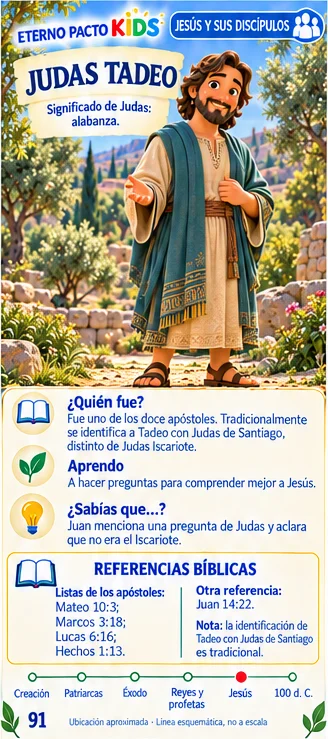 ETERNO PACTO KIDS
JESÚS Y SUS DISCÍPULOS
JUDAS TADEO
Significado de Judas:
alabanza.
¿Quién fue?
Fue uno de los doce apóstoles. Tradicionalmente
se identifica a Tadeo con Judas de Santiago,
distinto de Judas Iscariote.
Aprendo
A hacer preguntas para comprender mejor a Jesús.
¿Sabías que...?
Juan menciona una pregunta de Judas y aclara
que no era el Iscariote.
REFERENCIAS BÍBLICAS
Listas de los apóstoles:
Mateo 10:3;
Marcos 3:18;
Lucas 6:16;
Hechos 1:13.
Otra referencia:
Juan 14:22.
Nota: la identificación de
Tadeo con Judas de Santiago
es tradicional.
Creación
Patriarcas
Éxodo
Reyes y
profetas
Jesús
100 d. C.
91
Ubicación aproximada · Línea esquemática, no a escala